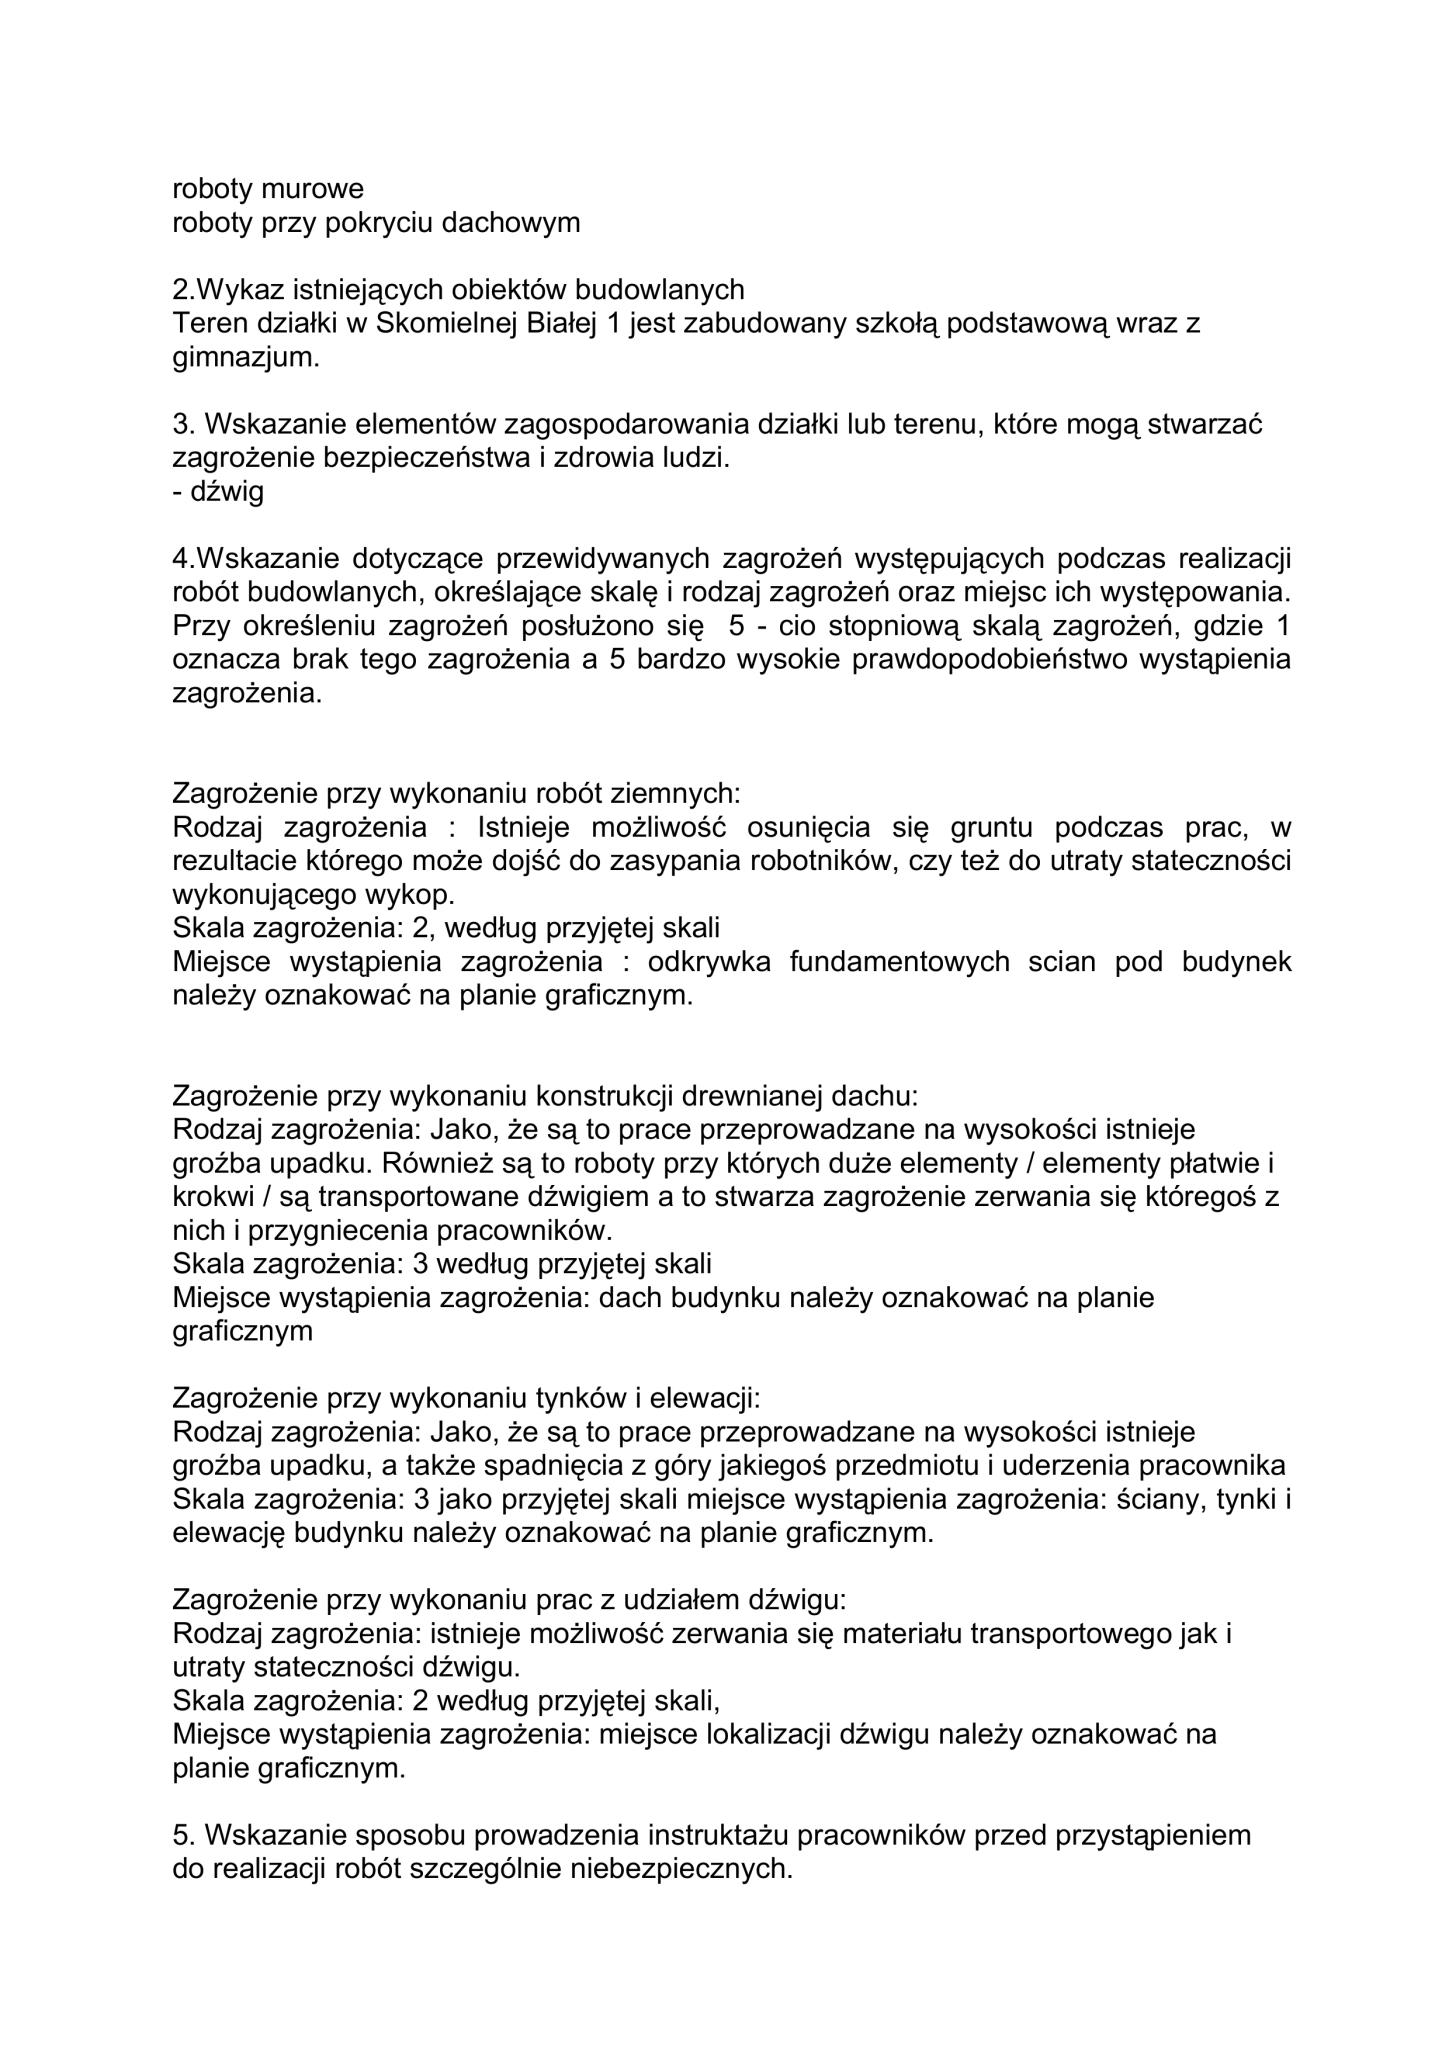 roboty murowe
roboty przy pokryciu dachowym
2.Wykaz istniejących obiektów budowlanych
Teren działki w Skomielnej Białej 1 jest zabudowany szkołą podstawową wraz z
gimnazjum.
3. Wskazanie elementów zagospodarowania działki lub terenu, które mogą stwarzać
zagrożenie bezpieczeństwa i zdrowia ludzi.
- dźwig
4.Wskazanie dotyczące przewidywanych zagrożeń występujących podczas realizacji
robót budowlanych, określające skalę i rodzaj zagrożeń oraz miejsc ich występowania.
Przy określeniu zagrożeń posłużono się 5 - cio stopniową skalą zagrożeń, gdzie 1
oznacza brak tego zagrożenia a 5 bardzo wysokie prawdopodobieństwo wystąpienia
zagrożenia.
Zagrożenie przy wykonaniu robót ziemnych:
Rodzaj zagrożenia : Istnieje możliwość osunięcia się gruntu podczas prac, w
rezultacie którego może dojść do zasypania robotników, czy też do utraty stateczności
wykonującego wykop.
Skala zagrożenia: 2, według przyjętej skali
Miejsce wystąpienia zagrożenia : odkrywka fundamentowych scian pod budynek
należy oznakować na planie graficznym.
Zagrożenie przy wykonaniu konstrukcji drewnianej dachu:
Rodzaj zagrożenia: Jako, że są to prace przeprowadzane na wysokości istnieje
groźba upadku. Również są to roboty przy których duże elementy / elementy płatwie i
krokwi / są transportowane dźwigiem a to stwarza zagrożenie zerwania się któregoś z
nich i przygniecenia pracowników.
Skala zagrożenia: 3 według przyjętej skali
Miejsce wystąpienia zagrożenia: dach budynku należy oznakować na planie
graficznym
Zagrożenie przy wykonaniu tynków i elewacji:
Rodzaj zagrożenia: Jako, że są to prace przeprowadzane na wysokości istnieje
groźba upadku, a także spadnięcia z góry jakiegoś przedmiotu i uderzenia pracownika
Skala zagrożenia: 3 jako przyjętej skali miejsce wystąpienia zagrożenia: ściany, tynki i
elewację budynku należy oznakować na planie graficznym.
Zagrożenie przy wykonaniu prac z udziałem dźwigu:
Rodzaj zagrożenia: istnieje możliwość zerwania się materiału transportowego jak i
utraty stateczności dźwigu.
Skala zagrożenia: 2 według przyjętej skali,
Miejsce wystąpienia zagrożenia: miejsce lokalizacji dźwigu należy oznakować na
planie graficznym.
5. Wskazanie sposobu prowadzenia instruktażu pracowników przed przystąpieniem
do realizacji robót szczególnie niebezpiecznych.